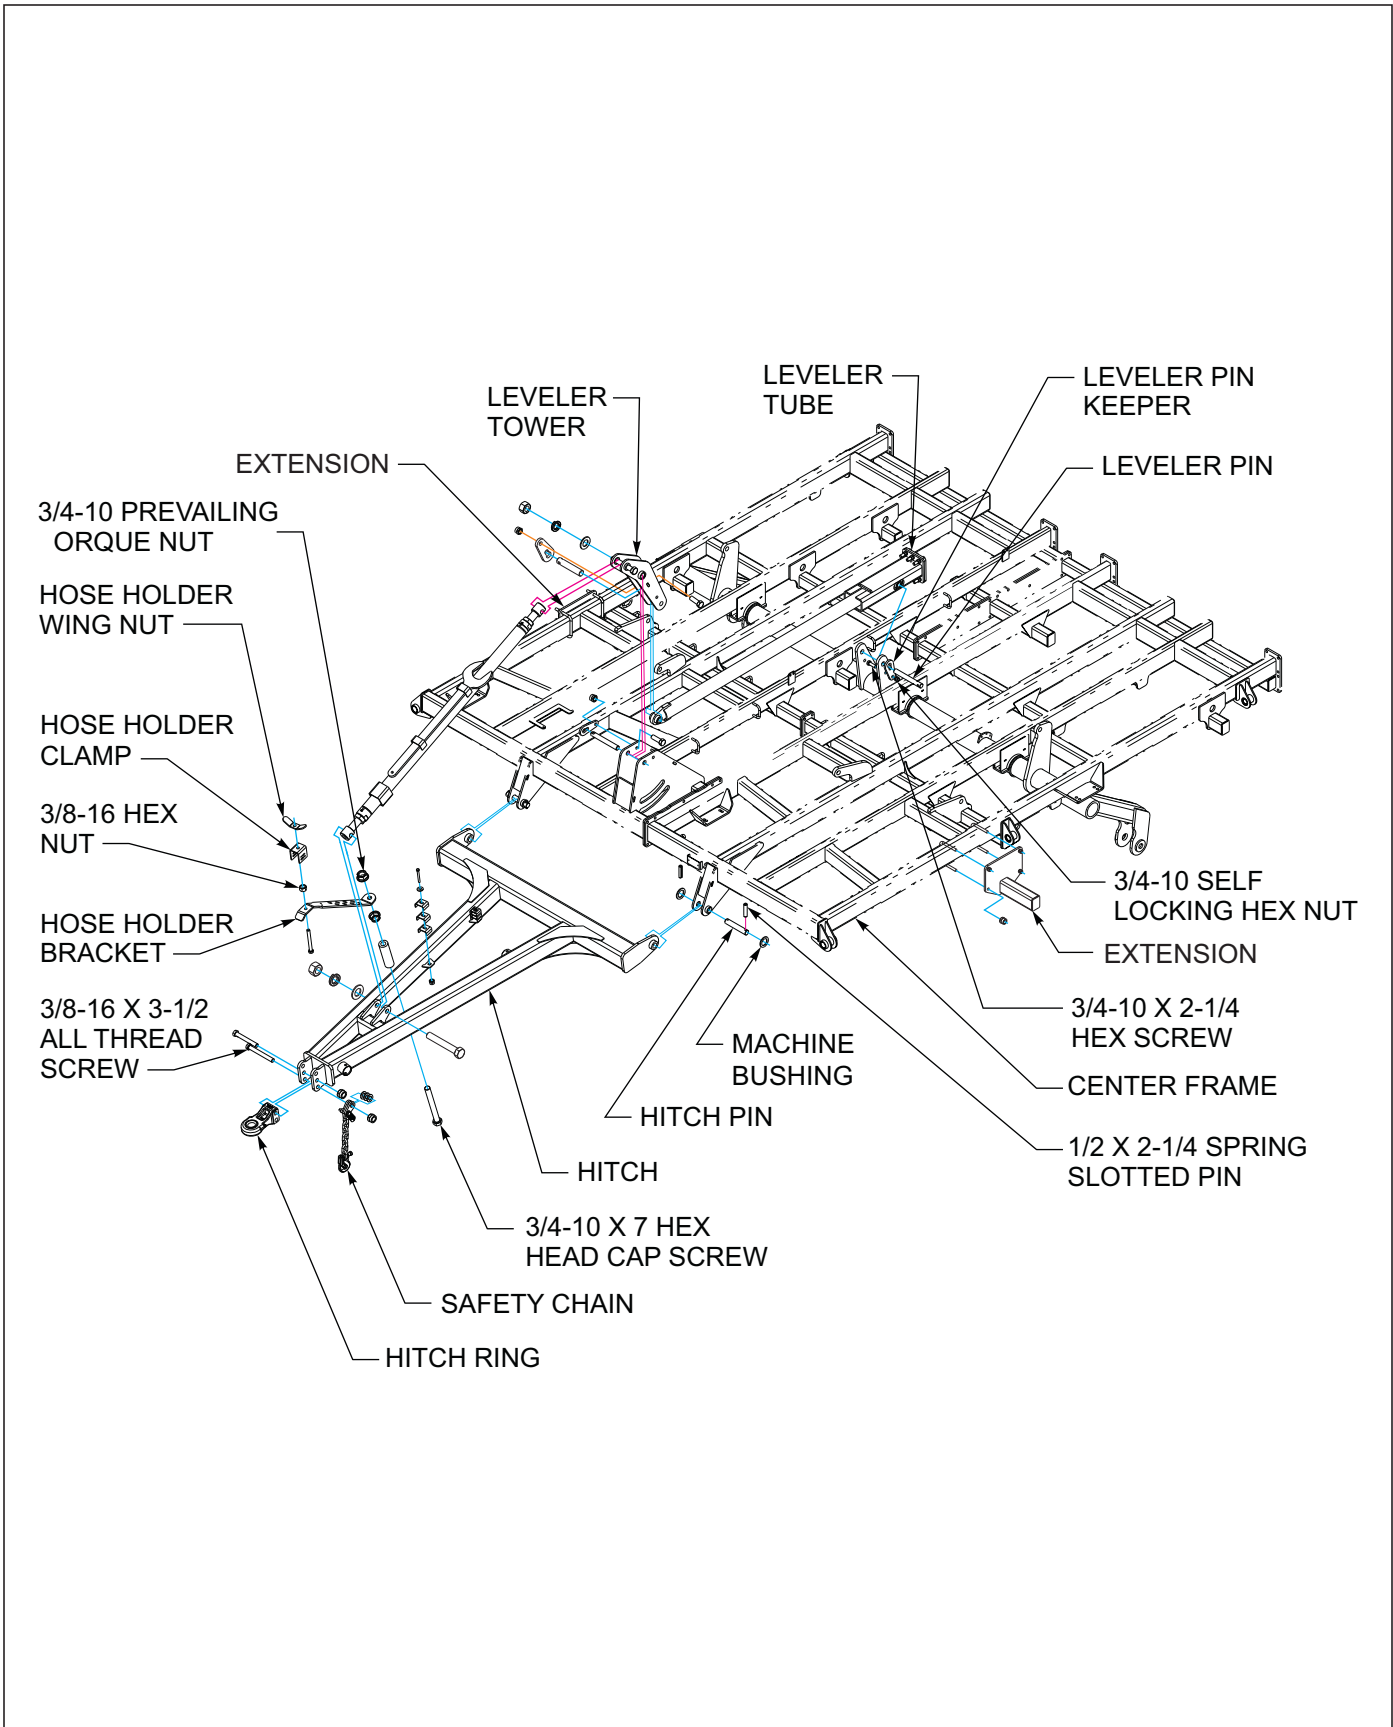 LEVELER
TOWER
LEVELER
TUBE
LEVELER PIN
KEEPER
EXTENSION
LEVELER PIN
3/4-10 PREVAILING
ORQUE NUT
HOSE HOLDER
WING NUT
HOSE HOLDER
CLAMP
3/8-16 HEX
NUT
HOSE HOLDER
BRACKET
3/8-16 X 3-1/2
ALL THREAD
SCREW
3/4-10 SELF
LOCKING HEX NUT
EXTENSION
3/4-10 X 2-1/4
HEX SCREW
MACHINE
BUSHING
CENTER FRAME
HITCH PIN
1/2 X 2-1/4 SPRING
SLOTTED PIN
HITCH
3/4-10 X 7 HEX
HEAD CAP SCREW
SAFETY CHAIN
HITCH RING